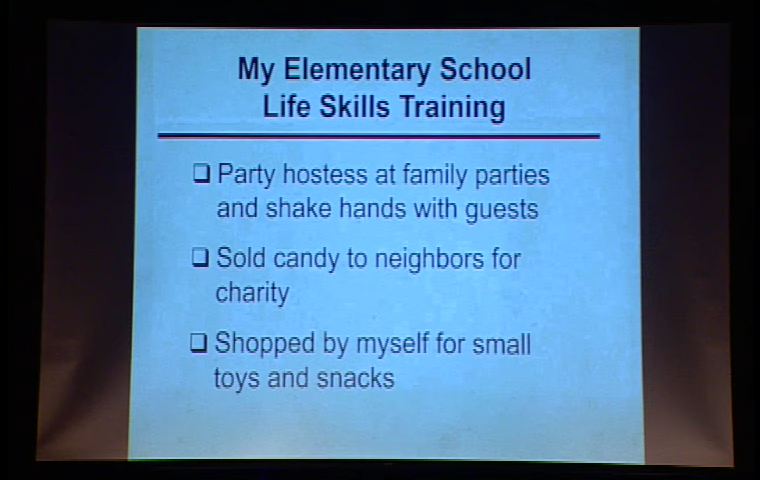 My Elementary School
Life Skills Training
❑ Party hostess at family parties
and shake hands with guests
❑ Sold candy to neighbors for
charity
❑ Shopped by myself for small
toys and snacks